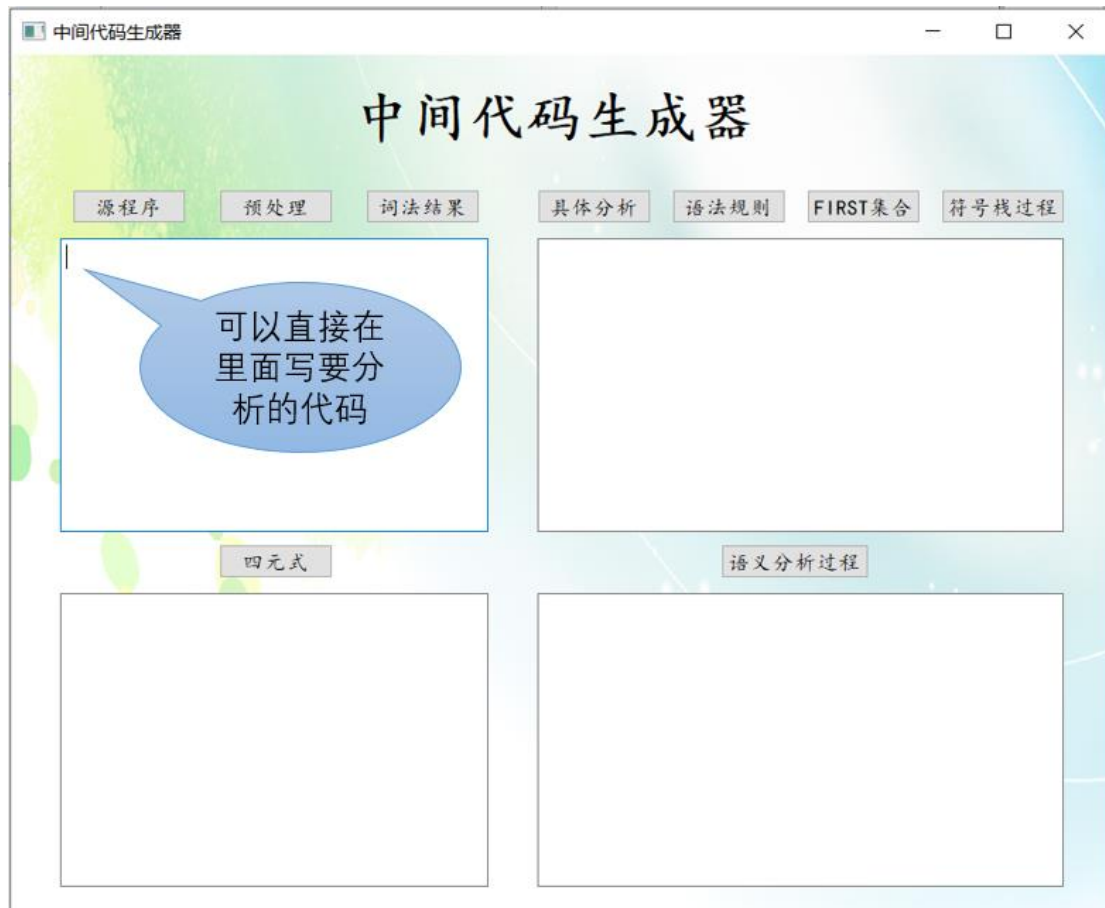 中间代码生成器
中间代码生成器
源程序 预处理 词法结果 具体分析 语法规则 FIRST集合 符号栈过程
可以直接在
里面写要分
析的代码
四元式 语义分析过程